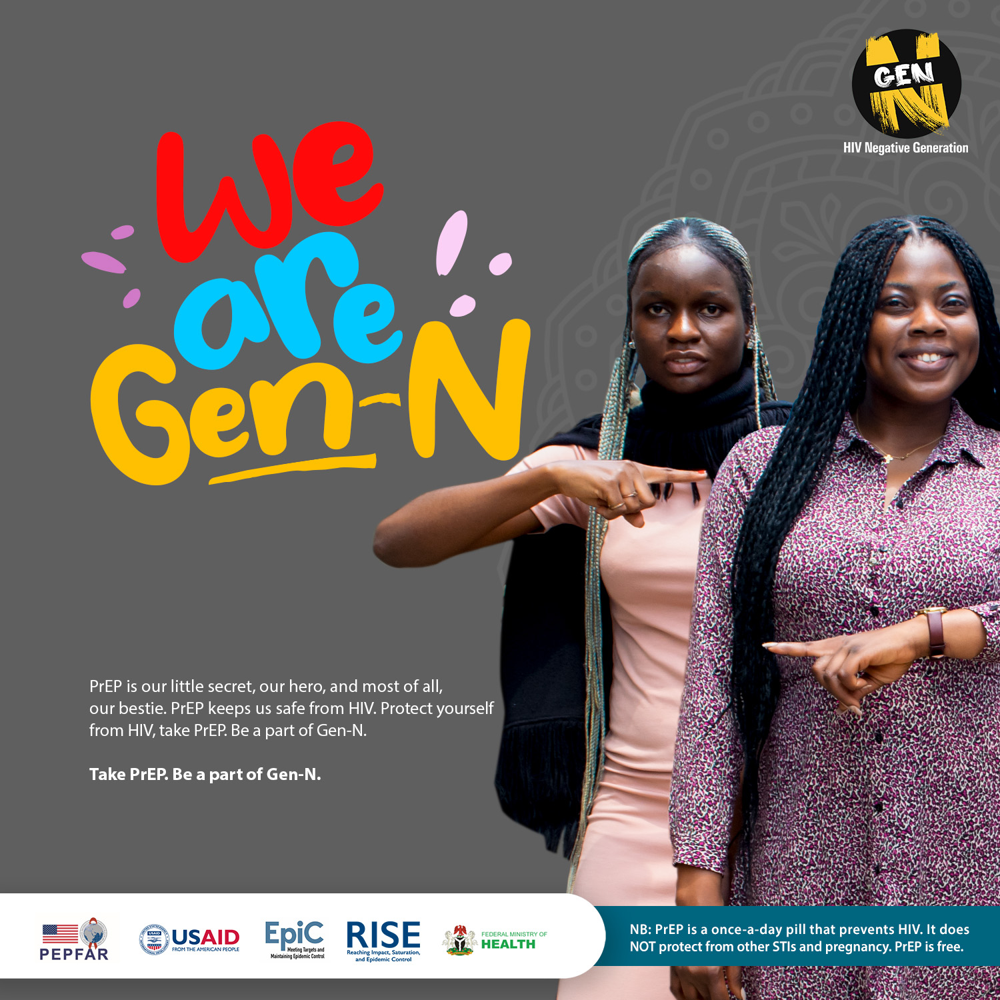 GEN
N
HIV Negative Generation
We
are
Gen-N
PrEP is our little secret, our hero, and most of all,
our bestie. PrEP keeps us safe from HIV. Protect yourself
from HIV, take PrEP. Be a part of Gen-N.
Take PrEP. Be a part of Gen-N.
PEPFAR
USAID
USAID
FROM THE AMERICAN PEOPLE
EpiC
Meeting Targets and
Maintaining Epidemic Control
RISE
Reaching Impact, Saturation,
and Epidemic Control
FEDERAL MINISTRY OF
HEALTH
NB: PrEP is a once-a-day pill that prevents HIV. It does
NOT protect from other STIs and pregnancy. PrEP is free.